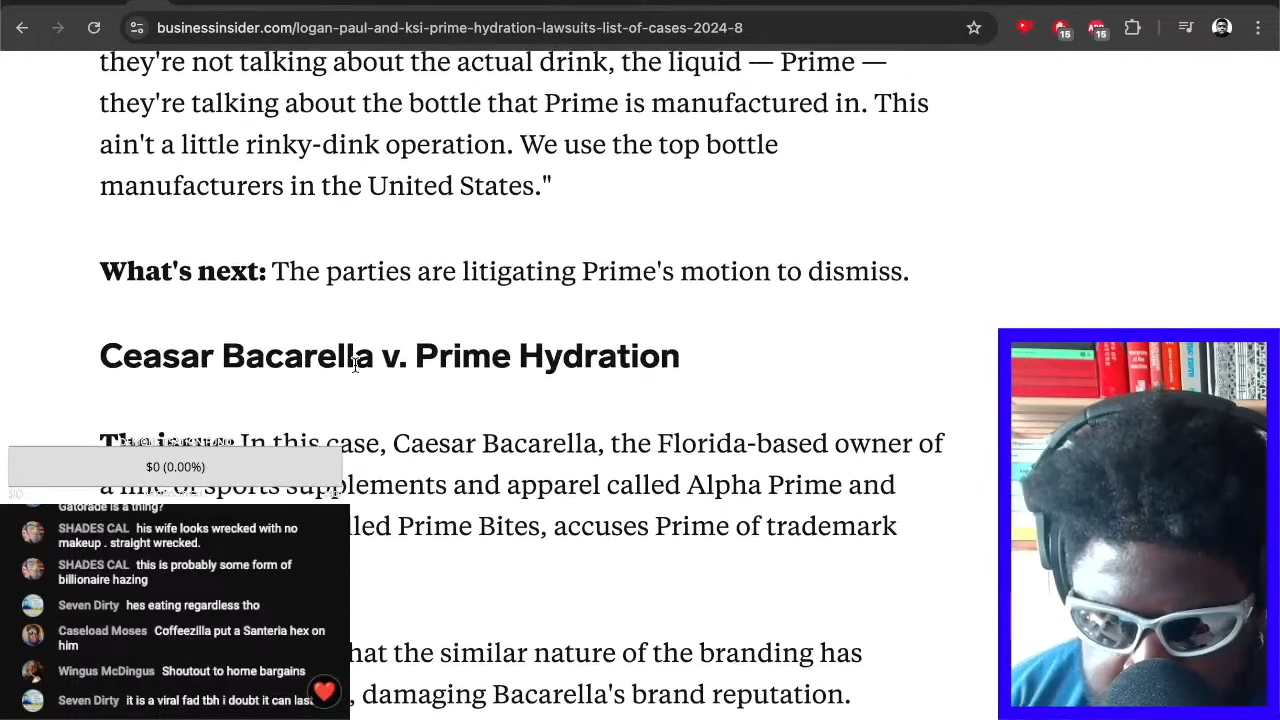 businessinsider.com/logan-paul-and-ksi-prime-hydration-lawsuits-list-of-cases-2024-8
15
15
they're not talking about the actual drink, the liquid — Prime —
they're talking about the bottle that Prime is manufactured in. This
ain't a little rinky-dink operation. We use the top bottle
manufacturers in the United States."
What's next: The parties are litigating Prime's motion to dismiss.
Ceasar Bacarella v. Prime Hydration
In this case, Caesar Bacarella, the Florida-based owner of
a line of sports supplements and apparel called Alpha Prime and
led Prime Bites, accuses Prime of trademark
hat the similar nature of the branding has
, damaging Bacarella's brand reputation.
$0 (0.00%)
$0
Gatorade is a thing?
SHADES CAL his wife looks wrecked with no
makeup . straight wrecked.
SHADES CAL this is probably some form of
billionaire hazing
Seven Dirty hes eating regardless tho
Caseload Moses Coffeezilla put a Santeria hex on
him
Wingus McDingus Shoutout to home bargains
Seven Dirty it is a viral fad tbh i doubt it can last